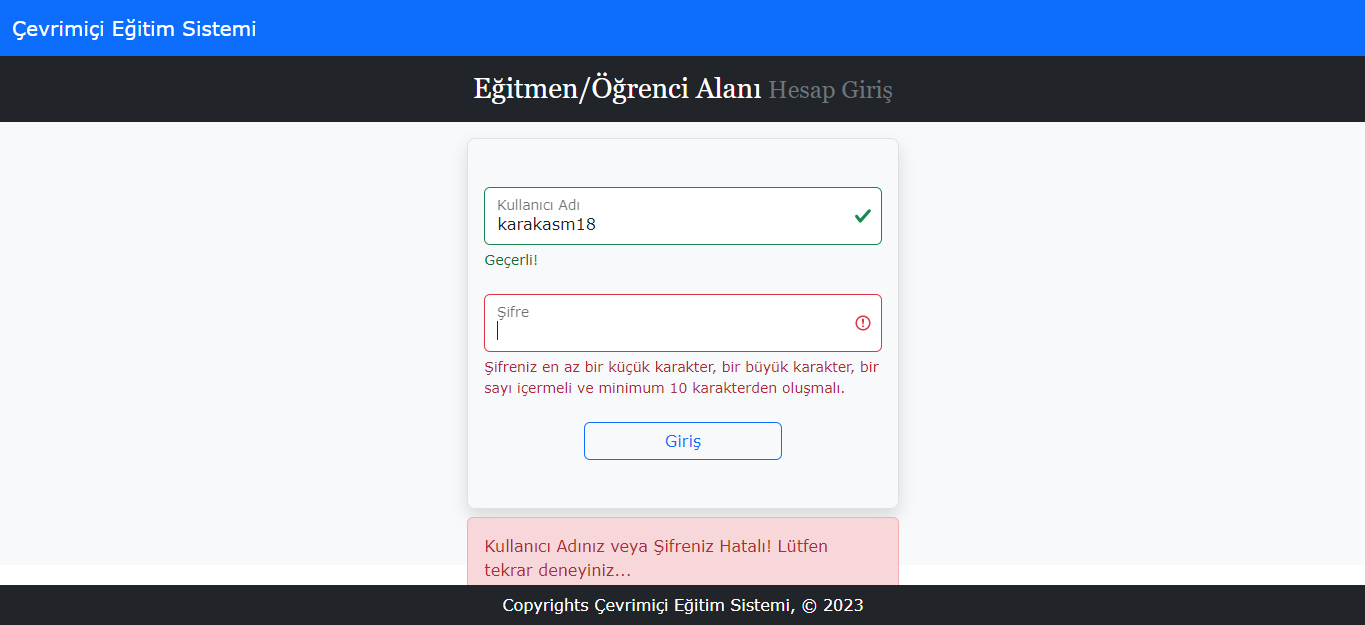 Çevrimiçi Eğitim Sistemi
Eğitmen/Öğrenci Alanı Hesap Giriş
Kullanıcı Adı
karakasm18
Geçerli!
Şifre
Şifreniz en az bir küçük karakter, bir büyük karakter, bir
sayı içermeli ve minimum 10 karakterden oluşmalı.
Giriş
Kullanıcı Adınız veya Şifreniz Hatalı! Lütfen
tekrar deneyiniz...
Copyrights Çevrimiçi Eğitim Sistemi, © 2023